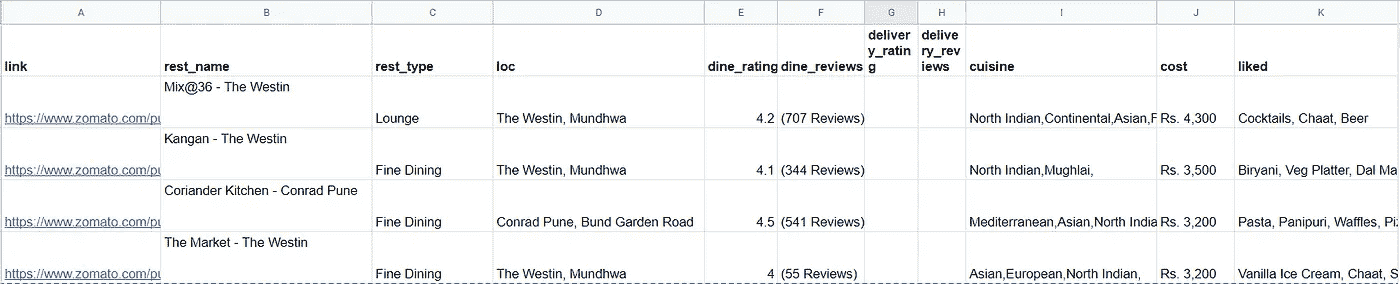 A B C D E F G H I J K
link rest_name rest_type loc dine_rating dine_reviews delivery_rating delivery_reviews cuisine cost liked
Mix@36 - The Westin
https://www.zomato.com/pu Lounge The Westin, Mundhwa 4.2 (707 Reviews) North Indian,Continental,Asian,F Rs. 4,300 Cocktails, Chaat, Beer
Kangan - The Westin
https://www.zomato.com/pu Fine Dining The Westin, Mundhwa 4.1 (344 Reviews) North Indian,Mughlai, Rs. 3,500 Biryani, Veg Platter, Dal Ma
Coriander Kitchen - Conrad Pune
https://www.zomato.com/pu Fine Dining Conrad Pune, Bund Garden Road 4.5 (541 Reviews) Mediterranean,Asian,North India Rs. 3,200 Pasta, Panipuri, Waffles, Piz
The Market - The Westin
https://www.zomato.com/pu Fine Dining The Westin, Mundhwa 4 (55 Reviews) Asian,European,North Indian, Rs. 3,200 Vanilla Ice Cream, Chaat, S